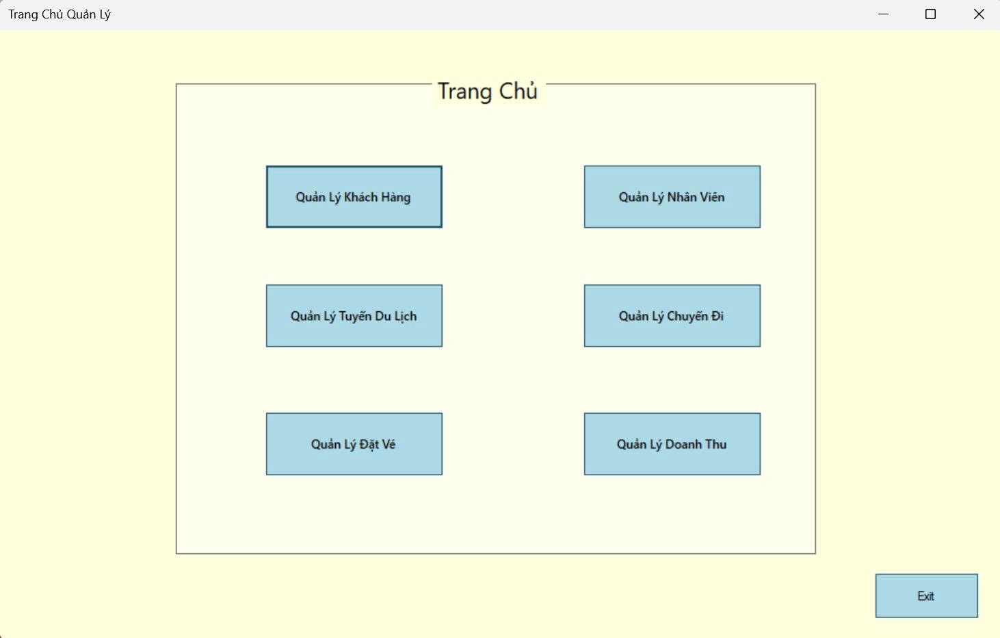 Trang Chủ Quản Lý
Trang Chủ
Quản Lý Khách Hàng
Quản Lý Nhân Viên
Quản Lý Tuyến Du Lịch
Quản Lý Chuyến Đi
Quản Lý Đặt Vé
Quản Lý Doanh Thu
Exit